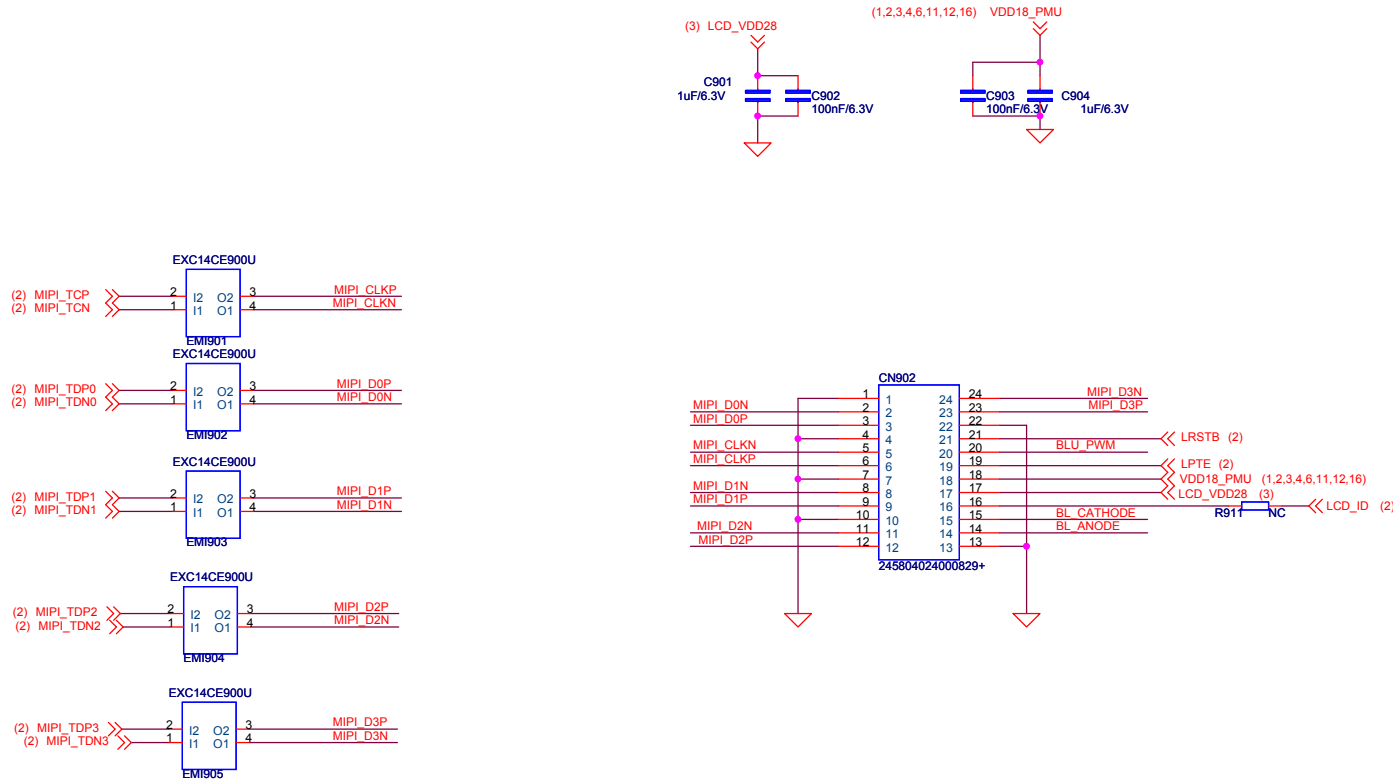 (3) LCD_VDD28
(1,2,3,4,6,11,12,16) VDD18_PMU
C901
1uF/6.3V
C902
100nF/6.3V
C903
100nF/6.3V
C904
1uF/6.3V
EXC14CE900U
(2) MIPI_TCP 2 I2 O2 3 MIPI_CLKP
(2) MIPI_TCN 1 I1 O1 4 MIPI_CLKN
EMI901
EXC14CE900U
(2) MIPI_TDP0 2 I2 O2 3 MIPI_D0P
(2) MIPI_TDN0 1 I1 O1 4 MIPI_D0N
EMI902
EXC14CE900U
(2) MIPI_TDP1 2 I2 O2 3 MIPI_D1P
(2) MIPI_TDN1 1 I1 O1 4 MIPI_D1N
EMI903
EXC14CE900U
(2) MIPI_TDP2 2 I2 O2 3 MIPI_D2P
(2) MIPI_TDN2 1 I1 O1 4 MIPI_D2N
EMI904
EXC14CE900U
(2) MIPI_TDP3 2 I2 O2 3 MIPI_D3P
(2) MIPI_TDN3 1 I1 O1 4 MIPI_D3N
EMI905
CN902
1 1 24 24 MIPI_D3N
MIPI_D0N 2 2 23 23 MIPI_D3P
MIPI_D0P 3 3 22 22
4 4 21 21 LRSTB (2)
MIPI_CLKN 5 5 20 20 BLU_PWM
MIPI_CLKP 6 6 19 19 LPTE (2)
7 7 18 18 VDD18_PMU (1,2,3,4,6,11,12,16)
MIPI_D1N 8 8 17 17 LCD_VDD28 (3)
MIPI_D1P 9 9 16 16 R911 NC LCD_ID (2)
10 10 15 15 BL_CATHODE
MIPI_D2N 11 11 14 14 BL_ANODE
MIPI_D2P 12 12 13 13
245804024000829+